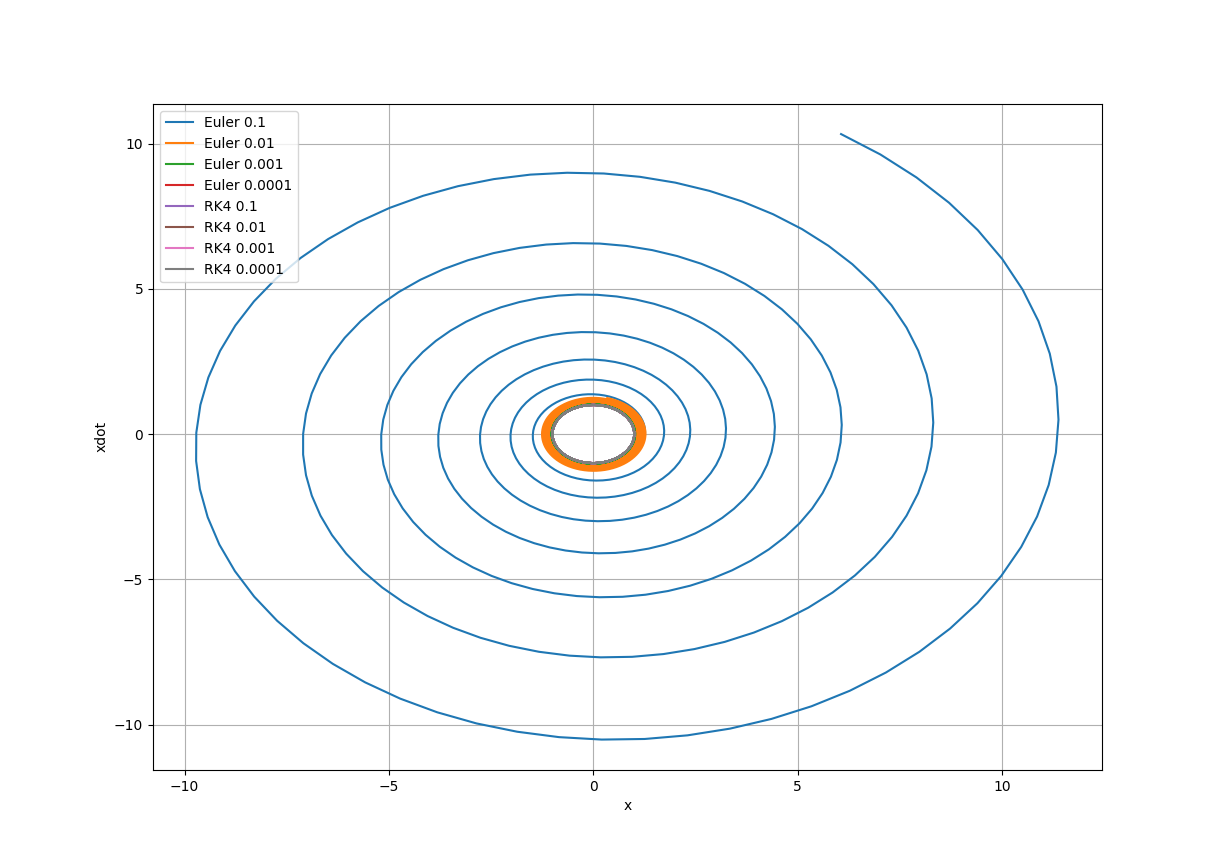 Euler 0.1
Euler 0.01
Euler 0.001
Euler 0.0001
RK4 0.1
RK4 0.01
RK4 0.001
RK4 0.0001
10
5
0
−5
−10
xdot
−10 −5 0 5 10
x